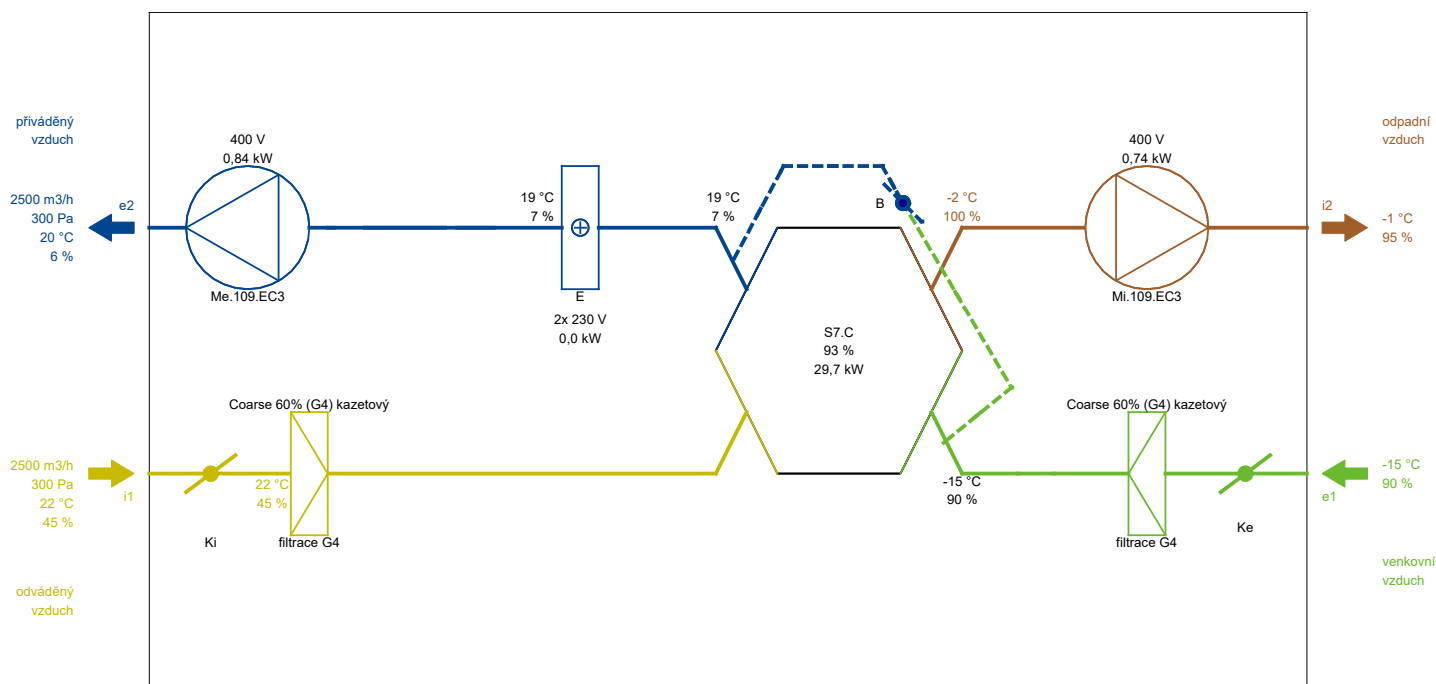 přiváděný
vzduch
400 V
0,84 kW
400 V
0,74 kW
odpadní
vzduch
2500 m3/h
300 Pa
20 °C
6 %
e2
19 °C
7 %
19 °C
7 %
B
-2 °C
100 %
i2
-1 °C
95 %
Me.109.EC3
E
2x 230 V
0,0 kW
Mi.109.EC3
S7.C
93 %
29,7 kW
Coarse 60% (G4) kazetový
Coarse 60% (G4) kazetový
2500 m3/h
300 Pa
22 °C
45 %
i1
22 °C
45 %
-15 °C
90 %
e1
-15 °C
90 %
Ki
filtrace G4
filtrace G4
Ke
odváděný
vzduch
venkovní
vzduch